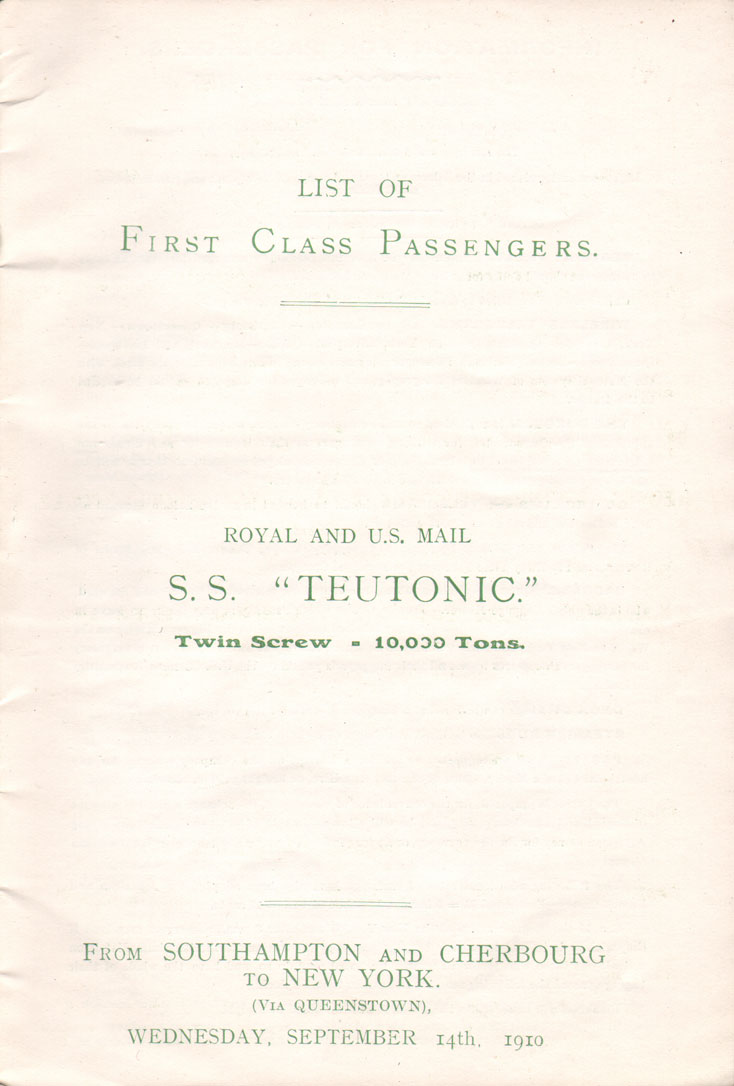 LIST OF
FIRST CLASS PASSENGERS.
ROYAL AND U.S. MAIL
S.S. “TEUTONIC.”
Twin Screw - 10,000 Tons.
FROM SOUTHAMPTON AND CHERBOURG
TO NEW YORK.
(VIA QUEENSTOWN),
WEDNESDAY, SEPTEMBER 14th, 1910